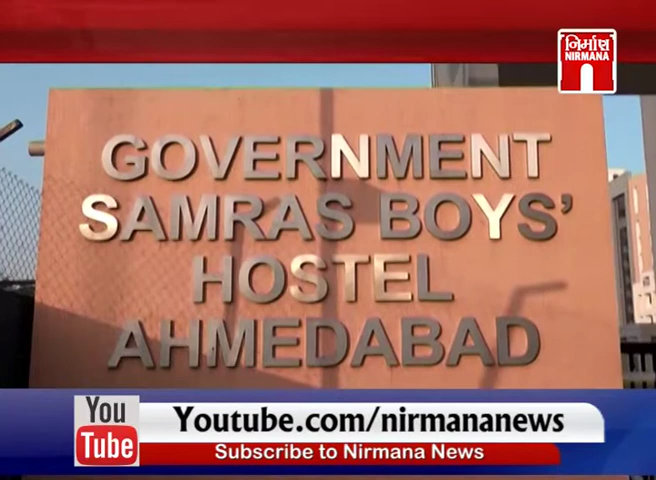 निर्माण
NIRMANA
GOVERNMENT
SAMRAS BOYS'
HOSTEL
AHMEDABAD
You
Tube
Youtube.com/nirmananews
Subscribe to Nirmana News